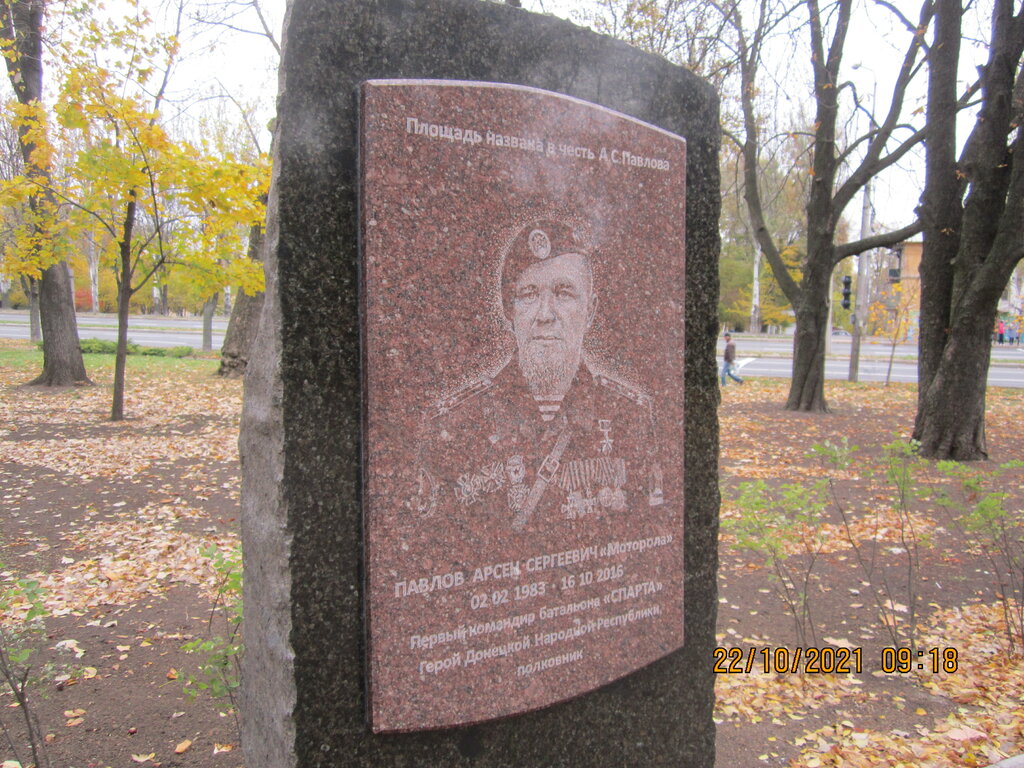 Площадь названа в честь А.С.Павлова
ПАВЛОВ АРСЕН СЕРГЕЕВИЧ «Моторола»
02.02 1983 - 16 10 2016
Первый командир батальона «СПАРТА»
Герой Донецкой Народной Республики,
полковник
22/10/2021 09:18